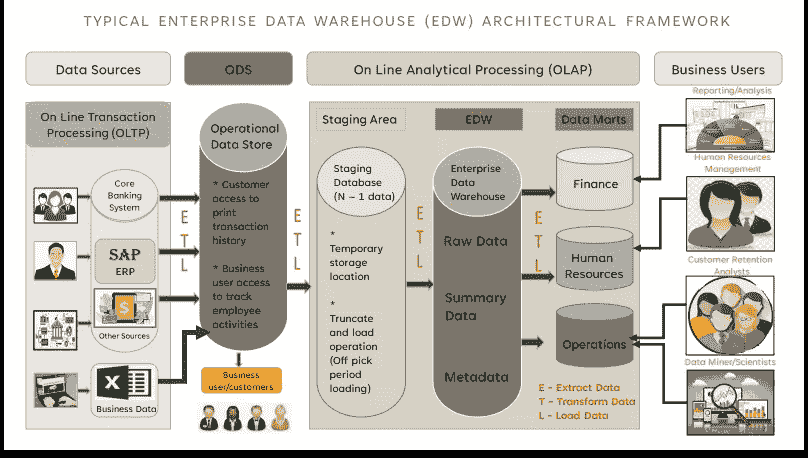 TYPICAL ENTERPRISE DATA WAREHOUSE (EDW) ARCHITECTURAL FRAMEWORK
Data Sources
ODS
On Line Analytical Processing (OLAP)
Business Users
On Line Transaction
Processing (OLTP)
Core
Banking
System
SAP
ERP
Other Sources
X
Business Data
E
T
L
Operational
Data Store
* Customer
access to
print
transaction
history
* Business
user access
to track
employee
activities
Business
user/customers
E
T
L
Staging Area
Staging
Database
(N - 1 data)
*
Temporary
storage
location
*
Truncate
and load
operation
(Off pick
period
loading)
E
T
L
EDW
Enterprise
Data
Warehouse
Raw Data
Summary
Data
Metadata
E
T
L
Data Marts
Finance
Human
Resources
Operations
E - Extract Data
T - Transform Data
L - Load Data
Reporting/Analysis
Human Resources
Management
Customer Retention
Analysts
Data Miner/Scientists